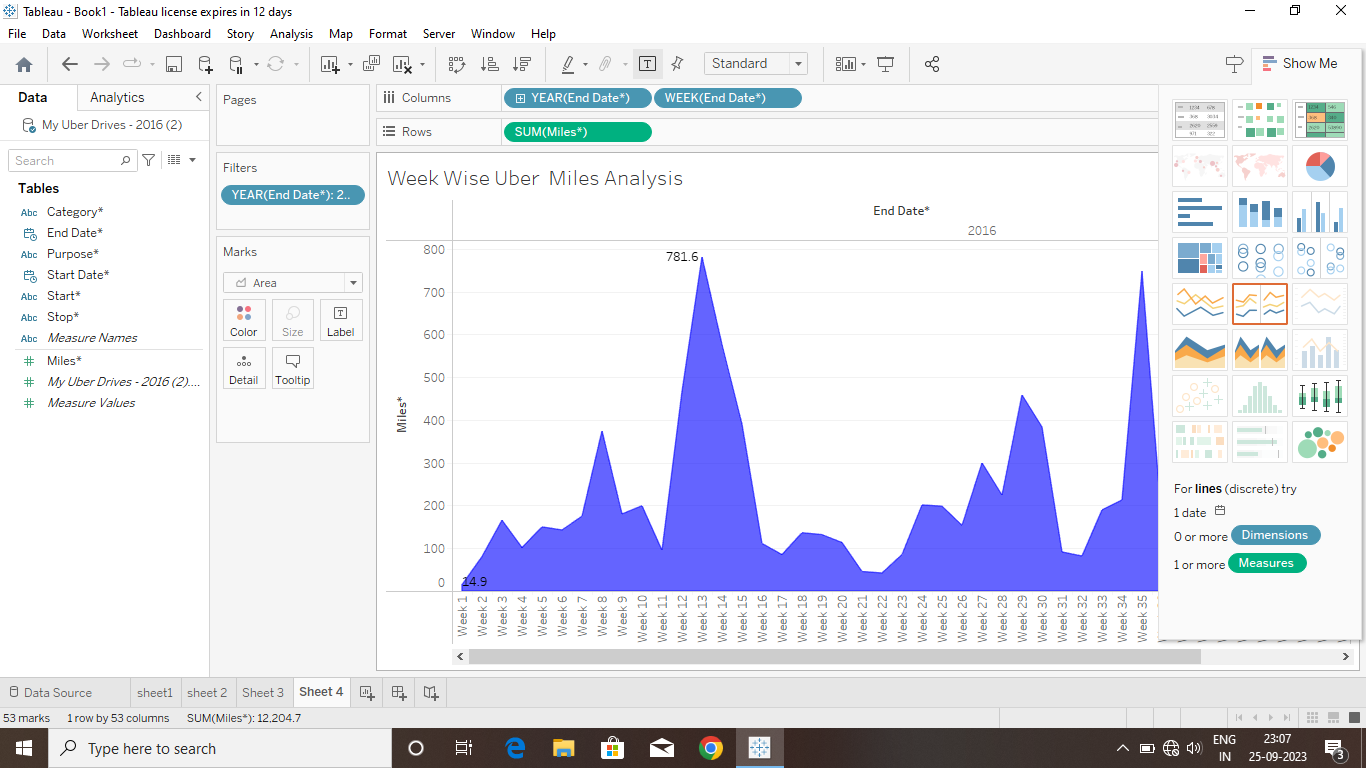 Tableau - Book1 - Tableau license expires in 12 days
File Data Worksheet Dashboard Story Analysis Map Format Server Window Help
Standard
Show Me
Data Analytics
My Uber Drives - 2016 (2)
Search
Tables
Abc Category*
End Date*
Abc Purpose*
Start Date*
Abc Start*
Abc Stop*
Abc Measure Names
Miles*
My Uber Drives - 2016 (2)....
Measure Values
Pages
Filters
YEAR(End Date*): 2..
Marks
Area
Color Size Label
Detail Tooltip
Columns YEAR(End Date*) WEEK(End Date*)
Rows SUM(Miles*)
Week Wise Uber Miles Analysis
End Date*
2016
800
700
600
500
400
300
200
100
0
Miles*
781.6
14.9
Week 1
Week 2
Week 3
Week 4
Week 5
Week 6
Week 7
Week 8
Week 9
Week 10
Week 11
Week 12
Week 13
Week 14
Week 15
Week 16
Week 17
Week 18
Week 19
Week 20
Week 21
Week 22
Week 23
Week 24
Week 25
Week 26
Week 27
Week 28
Week 29
Week 30
Week 31
Week 32
Week 33
Week 34
Week 35
For lines (discrete) try
1 date
0 or more Dimensions
1 or more Measures
Data Source sheet1 sheet 2 Sheet 3 Sheet 4
53 marks 1 row by 53 columns SUM(Miles*): 12,204.7
Type here to search
ENG
IN
23:07
25-09-2023
3